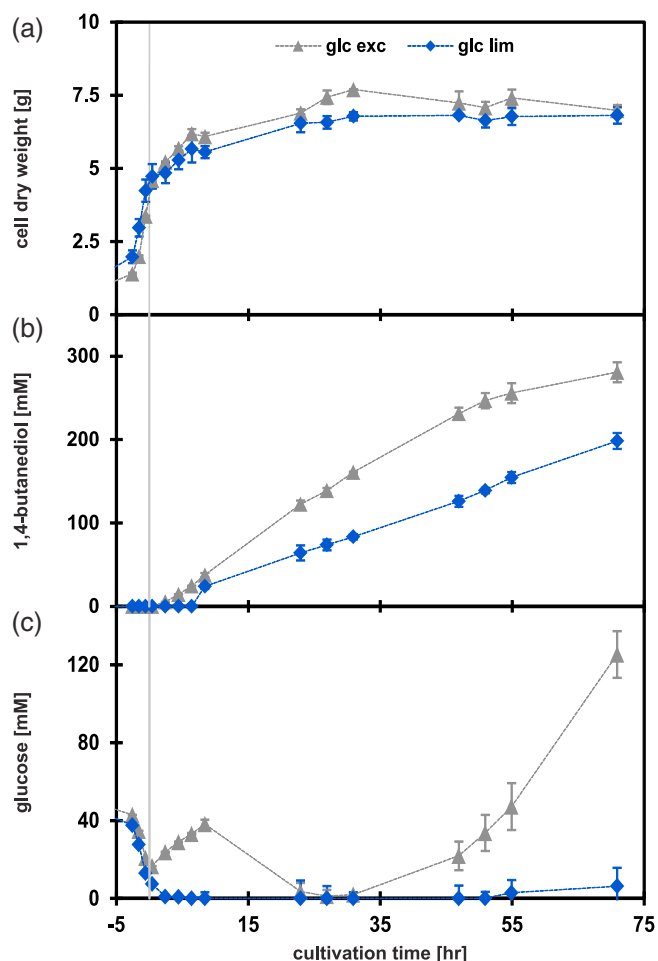 (a)
10
glc exc
glc lim
7.5
cell dry weight [g]
5
2.5
0
(b)
300
1,4-butanediol [mM]
200
100
0
(c)
120
glucose [mM]
80
40
0
-5
15
35
55
75
cultivation time [hr]